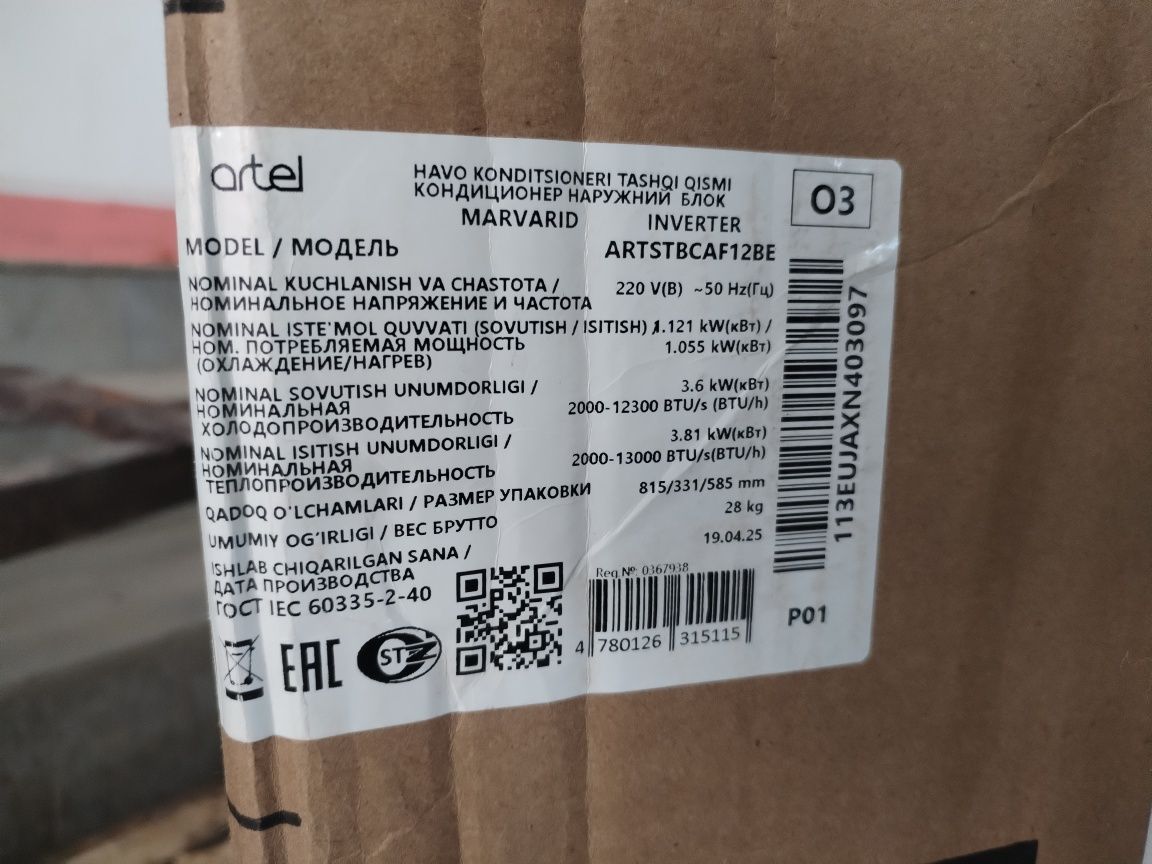 artel
HAVO KONDITSIONERI TASHQI QISMI
КОНДИЦИОНЕР НАРУЖНИЙ БЛОК
MARVARID INVERTER
O3
MODEL / МОДЕЛЬ ARTSTBCAF12BE
NOMINAL KUCHLANISH VA CHASTOTA / 220 V(В) ~50 Hz(Гц)
НОМИНАЛЬНОЕ НАПРЯЖЕНИЕ И ЧАСТОТА
NOMINAL ISTE'MOL QUVVATI (SOVUTISH / ISITISH) / 1.121 kW(кВт) /
НОМ. ПОТРЕБЛЯЕМАЯ МОЩНОСТЬ 1.055 kW(кВт)
(ОХЛАЖДЕНИЕ/НАГРЕВ)
NOMINAL SOVUTISH UNUMDORLIGI / 3.6 kW(кВт)
НОМИНАЛЬНАЯ 2000-12300 BTU/s (BTU/h)
ХОЛОДОПРОИЗВОДИТЕЛЬНОСТЬ
NOMINAL ISITISH UNUMDORLIGI / 3.81 kW(кВт)
НОМИНАЛЬНАЯ 2000-13000 BTU/s(BTU/h)
ТЕПЛОПРОИЗВОДИТЕЛЬНОСТЬ
QADOQ O'LCHAMLARI / РАЗМЕР УПАКОВКИ 815/331/585 mm
UMUMIY OG'IRLIGI / ВЕС БРУТТО 28 kg
ISHLAB CHIQARILGAN SANA / 19.04.25
ДАТА ПРОИЗВОДСТВА
ГОСТ IEC 60335-2-40
Reg.№: 0367938
4 780126 315115
EAC
STZ
P01
113EUJAXN403097